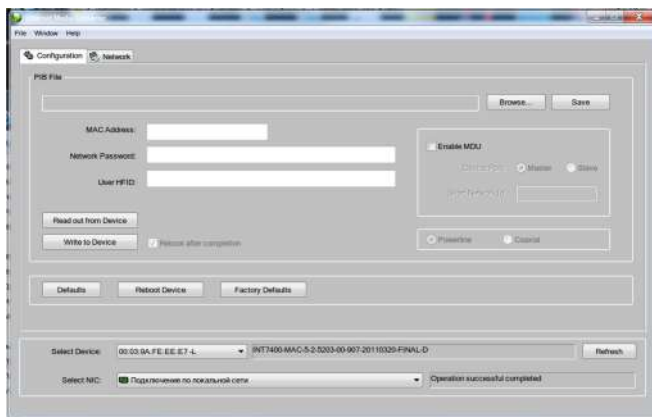 File Window Help
Configuration Network
PIB File
Browse... Save
MAC Address:
Enable MDU
Network Password:
Master Slave
User HFID:
Read out from Device
Write to Device Reboot after completion
Powerline Coaxial
Defaults Reboot Device Factory Defaults
Select Device: 00:03:9A:FE:EE:E7 -L INT7400-MAC-5-2-5203-00-907-20110320-FINAL-D Refresh
Select NIC: Подключение по локальной сети Operation successful completed